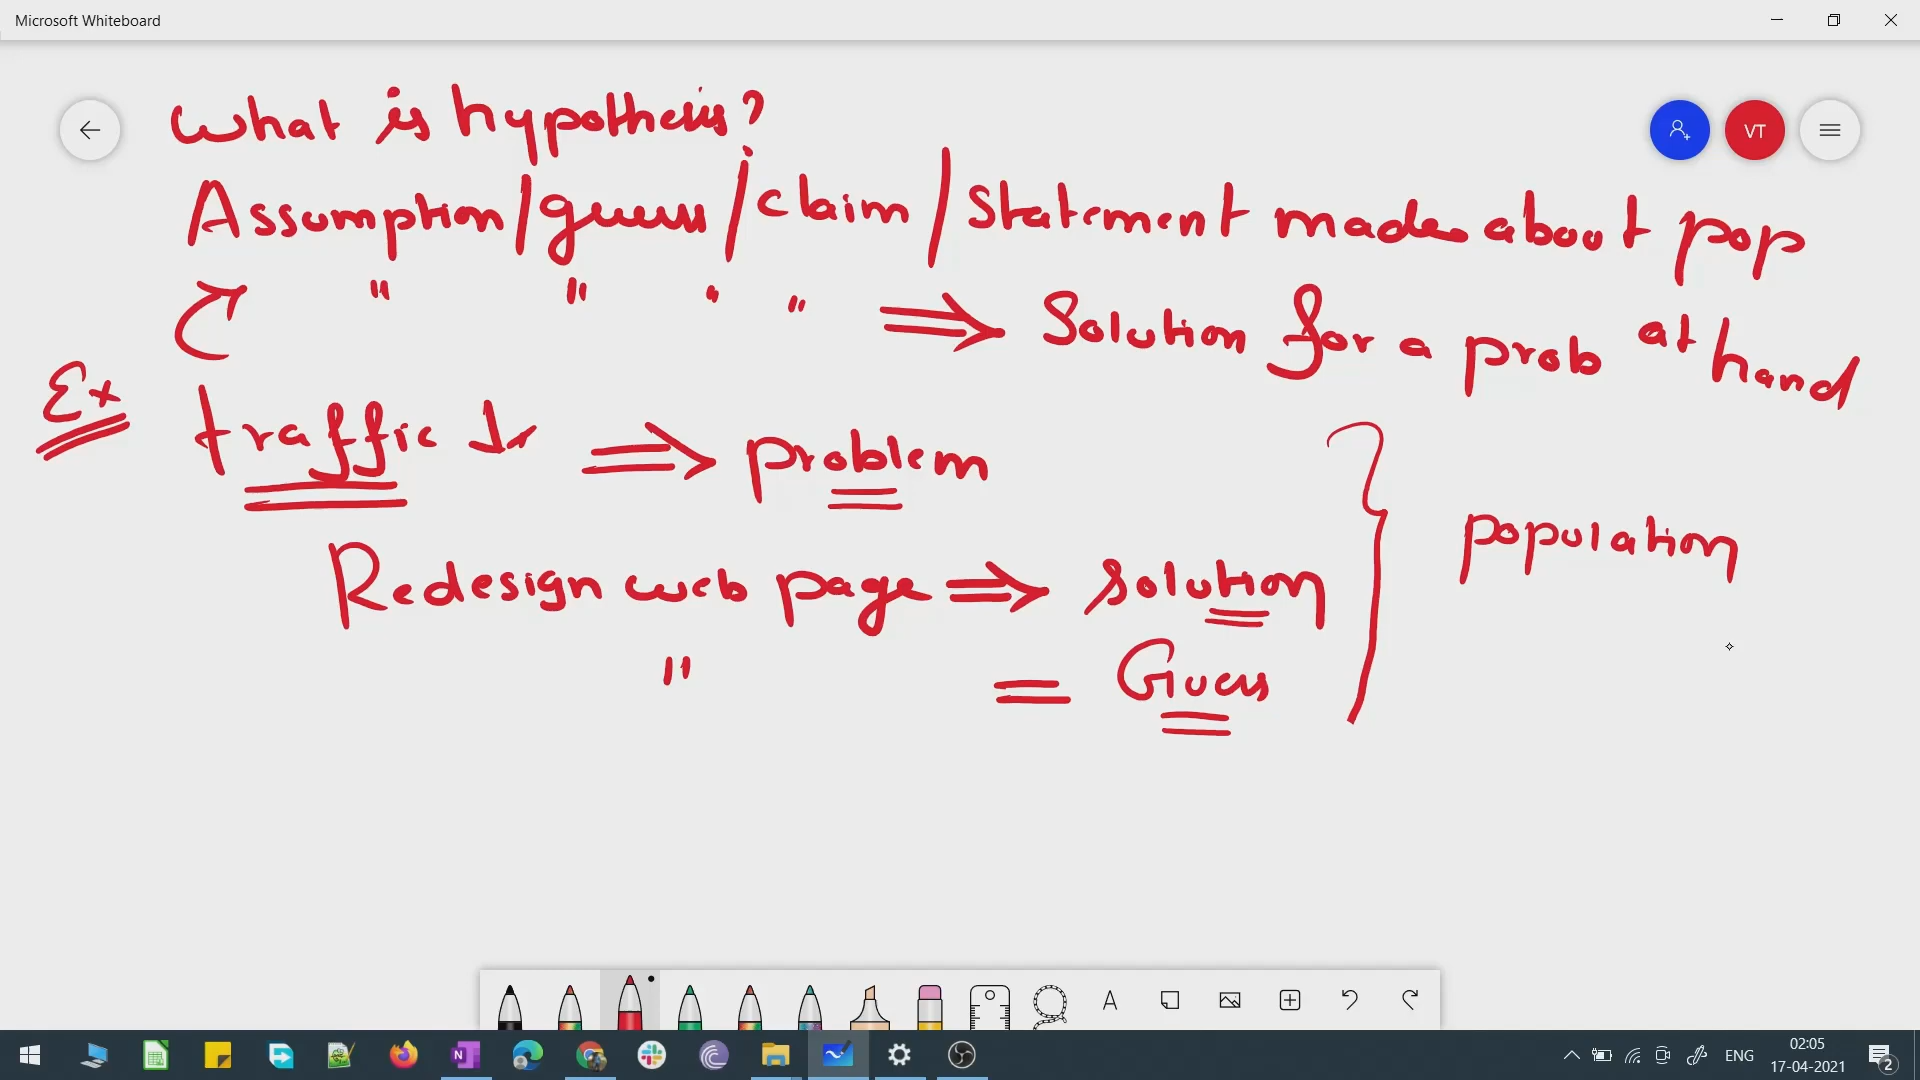 Microsoft Whiteboard
What is hypothesis?
VT
Assumption/guess/claim/Statement made about pop
" " " " ⇒ Solution for a prob at hand
Ex
traffic ↓ ⇒ problem
population
Redesign web page ⇒ solution
" = Guess
A
ENG
02:05
17-04-2021
2